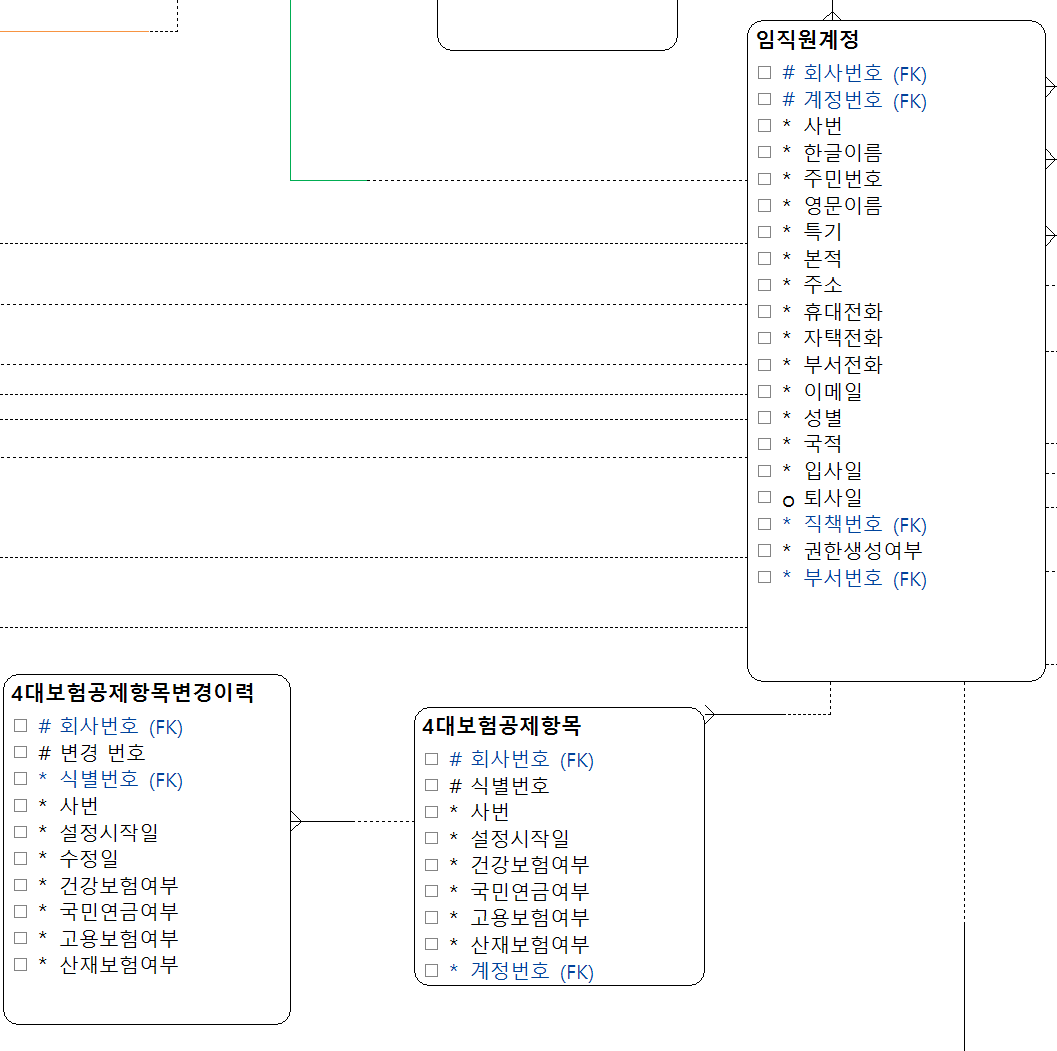 임직원계정
# 회사번호 (FK)
# 계정번호 (FK)
* 사번
* 한글이름
* 주민번호
* 영문이름
* 특기
* 본적
* 주소
* 휴대전화
* 자택전화
* 부서전화
* 이메일
* 성별
* 국적
* 입사일
o 퇴사일
* 직책번호 (FK)
* 권한생성여부
* 부서번호 (FK)
4대보험공제항목변경이력
# 회사번호 (FK)
# 변경 번호
* 식별번호 (FK)
* 사번
* 설정시작일
* 수정일
* 건강보험여부
* 국민연금여부
* 고용보험여부
* 산재보험여부
4대보험공제항목
# 회사번호 (FK)
# 식별번호
* 사번
* 설정시작일
* 건강보험여부
* 국민연금여부
* 고용보험여부
* 산재보험여부
* 계정번호 (FK)